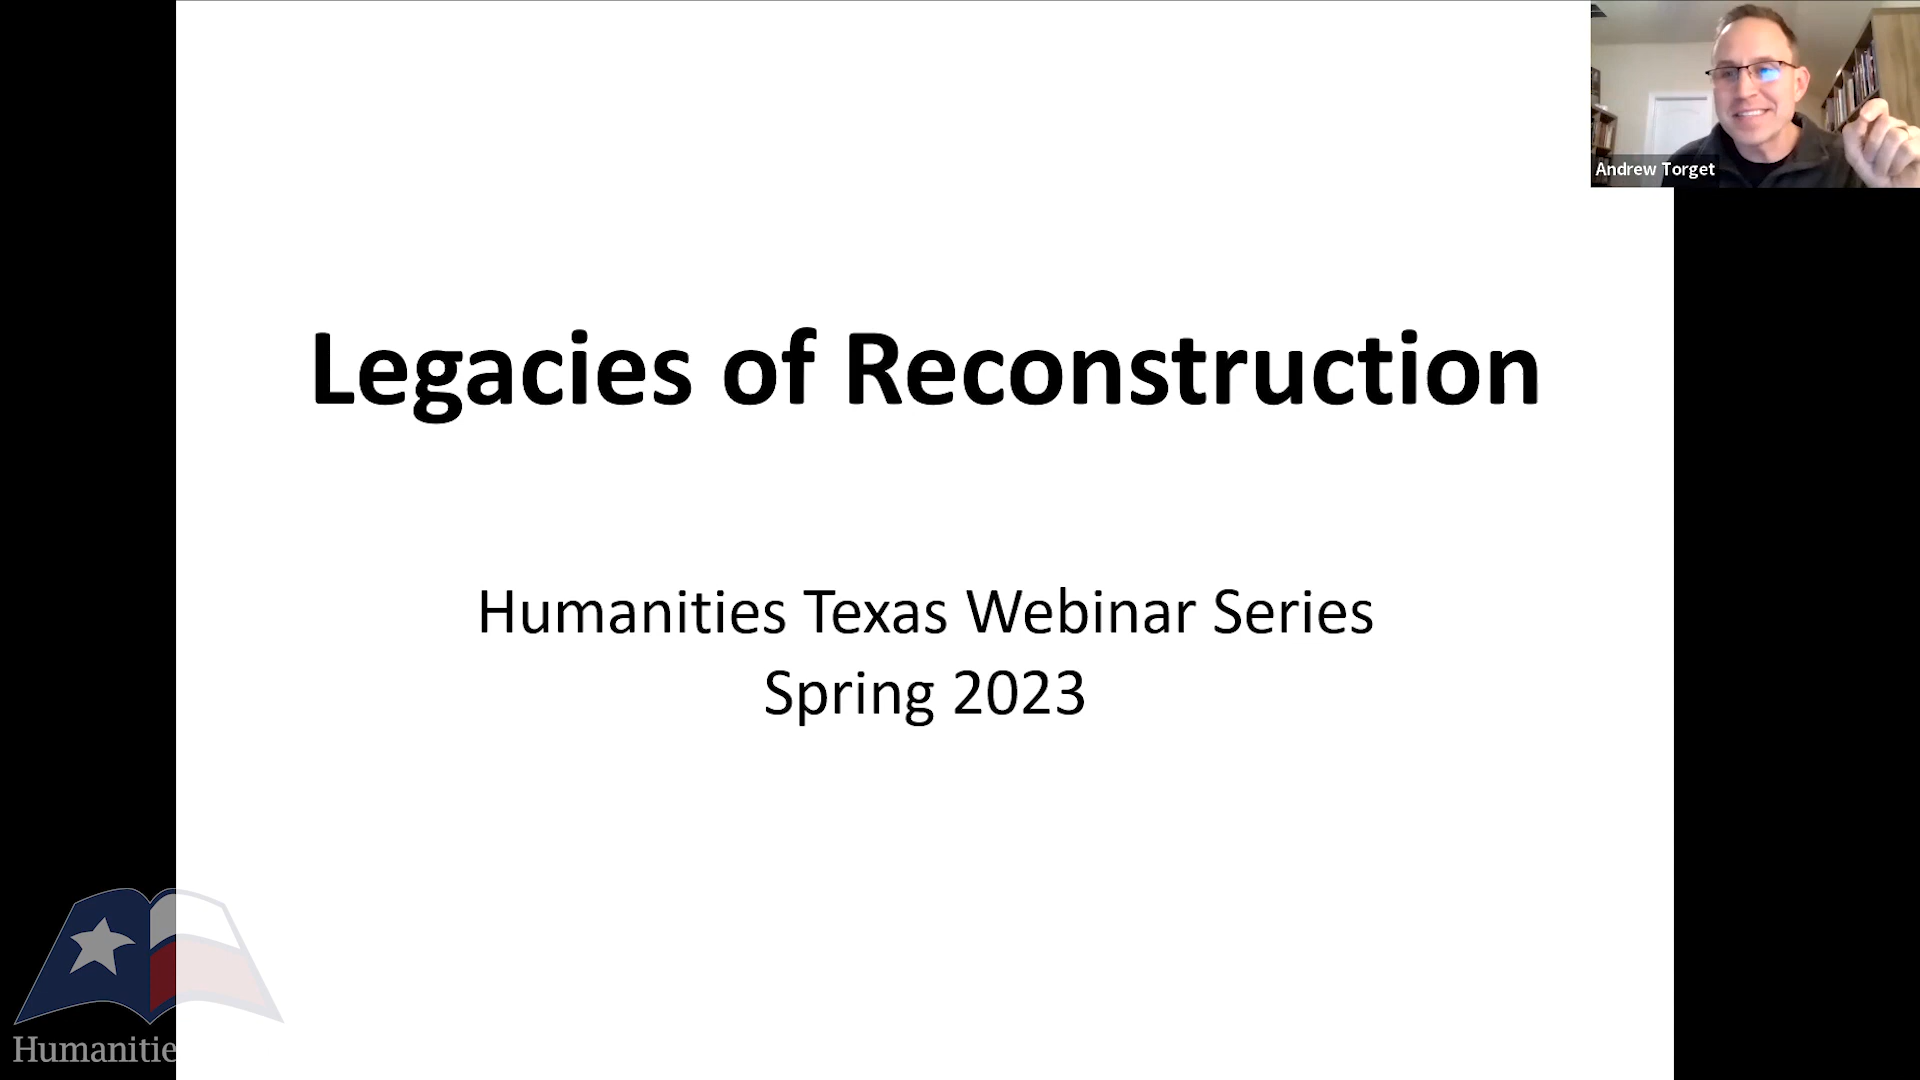 Andrew Torget
Legacies of Reconstruction
Humanities Texas Webinar Series
Spring 2023
Humanitie